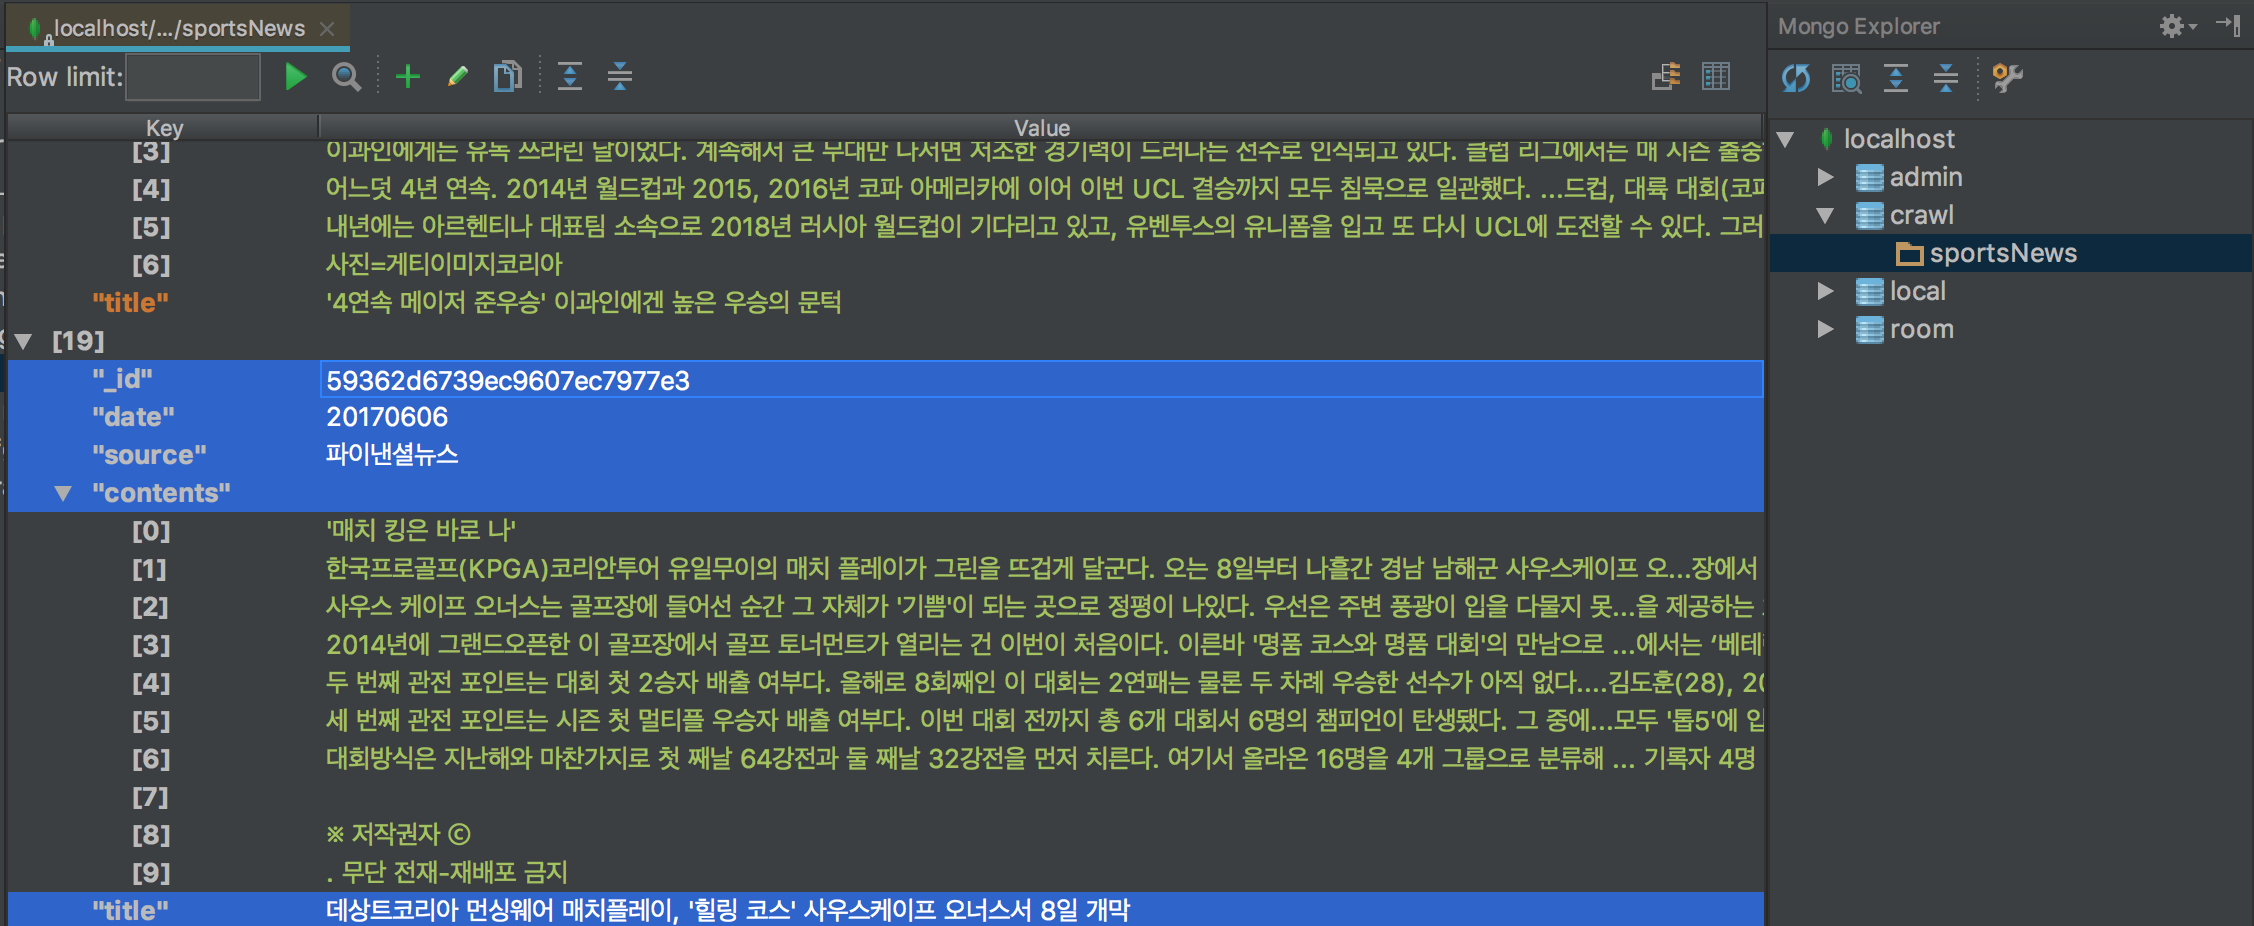 localhost/.../sportsNews
Row limit:
Key Value
[3] 이과인에게는 유독 쓰라린 날이었다. 계속해서 큰 무대만 나서면 저조한 경기력이 드러나는 선수로 인식되고 있다. 클럽 리그에서는 매 시즌 출중
[4] 어느덧 4년 연속. 2014년 월드컵과 2015, 2016년 코파 아메리카에 이어 이번 UCL 결승까지 모두 침묵으로 일관했다. ...드컵, 대륙 대회(코파
[5] 내년에는 아르헨티나 대표팀 소속으로 2018년 러시아 월드컵이 기다리고 있고, 유벤투스의 유니폼을 입고 또 다시 UCL에 도전할 수 있다. 그러
[6] 사진=게티이미지코리아
"title" '4연속 메이저 준우승' 이과인에겐 높은 우승의 문턱
[19]
"_id" 59362d6739ec9607ec7977e3
"date" 20170606
"source" 파이낸셜뉴스
"contents"
[0] '매치 킹은 바로 나'
[1] 한국프로골프(KPGA)코리안투어 유일무이의 매치 플레이가 그린을 뜨겁게 달군다. 오는 8일부터 나흘간 경남 남해군 사우스케이프 오...장에서
[2] 사우스 케이프 오너스는 골프장에 들어선 순간 그 자체가 '기쁨'이 되는 곳으로 정평이 나있다. 우선은 주변 풍광이 입을 다물지 못...을 제공하는
[3] 2014년에 그랜드오픈한 이 골프장에서 골프 토너먼트가 열리는 건 이번이 처음이다. 이른바 '명품 코스와 명품 대회'의 만남으로 ...에서는 ‘베테
[4] 두 번째 관전 포인트는 대회 첫 2승자 배출 여부다. 올해로 8회째인 이 대회는 2연패는 물론 두 차례 우승한 선수가 아직 없다....김도훈(28), 20
[5] 세 번째 관전 포인트는 시즌 첫 멀티플 우승자 배출 여부다. 이번 대회 전까지 총 6개 대회서 6명의 챔피언이 탄생됐다. 그 중에...모두 '톱5'에 입
[6] 대회방식은 지난해와 마찬가지로 첫 째날 64강전과 둘 째날 32강전을 먼저 치른다. 여기서 올라온 16명을 4개 그룹으로 분류해 ... 기록자 4명
[7]
[8] ※ 저작권자 ⓒ
[9] . 무단 전재-재배포 금지
"title" 데상트코리아 먼싱웨어 매치플레이, '힐링 코스' 사우스케이프 오너스서 8일 개막
Mongo Explorer
localhost
admin
crawl
sportsNews
local
room